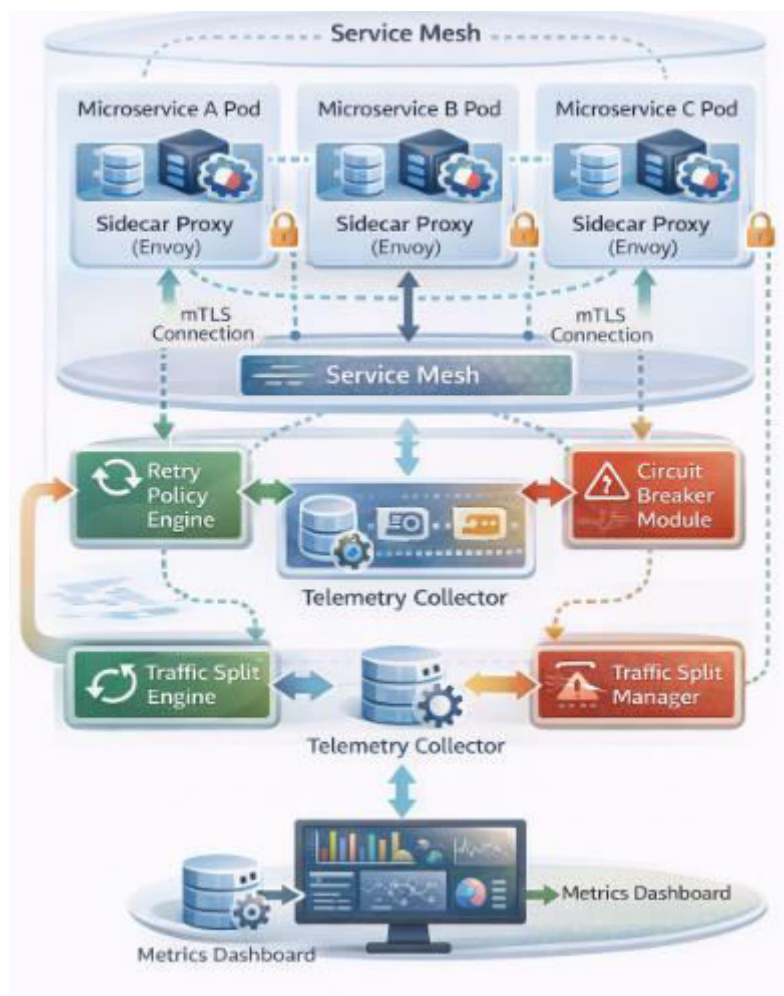 Service Mesh
Microservice A Pod
Microservice B Pod
Microservice C Pod
Sidecar Proxy
(Envoy)
Sidecar Proxy
(Envoy)
Sidecar Proxy
(Envoy)
mTLS
Connection
mTLS
Connection
Service Mesh
Retry
Policy
Engine
Circuit
Breaker
Module
Telemetry Collector
Traffic Split
Engine
Traffic Split
Manager
Telemetry Collector
Metrics Dashboard
Metrics Dashboard